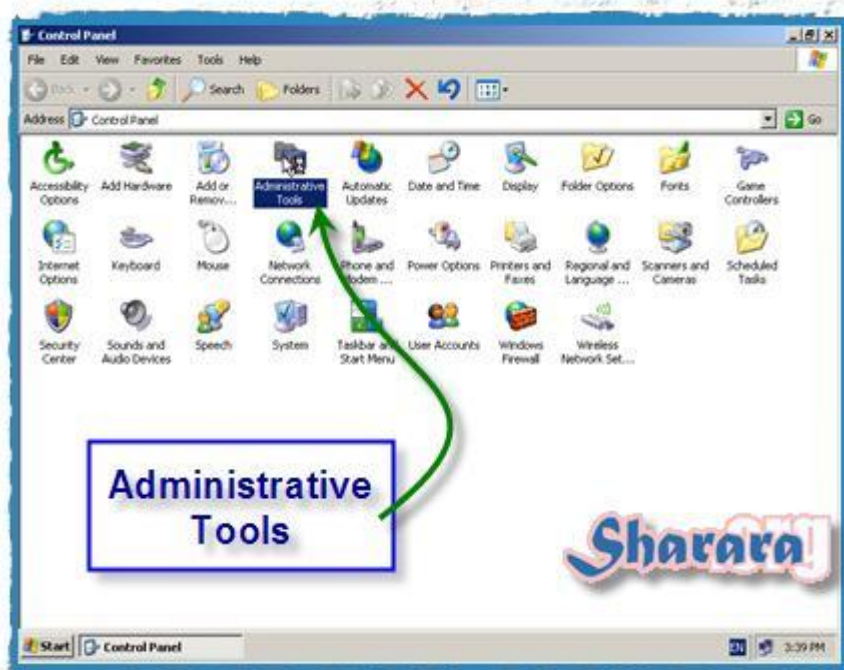 Control Panel
File Edit View Favorites Tools Help
Back Search Folders
Address Control Panel Go
Accessibility Options
Add Hardware
Add or Remov...
Administrative Tools
Automatic Updates
Date and Time
Display
Folder Options
Fonts
Game Controllers
Internet Options
Keyboard
Mouse
Network Connections
Phone and Modem ...
Power Options
Printers and Faxes
Regional and Language ...
Scanners and Cameras
Scheduled Tasks
Security Center
Sounds and Audio Devices
Speech
System
Taskbar and Start Menu
User Accounts
Windows Firewall
Wireless Network Set...
Administrative
Tools
Sharara
org
Start Control Panel EN 3:39 PM